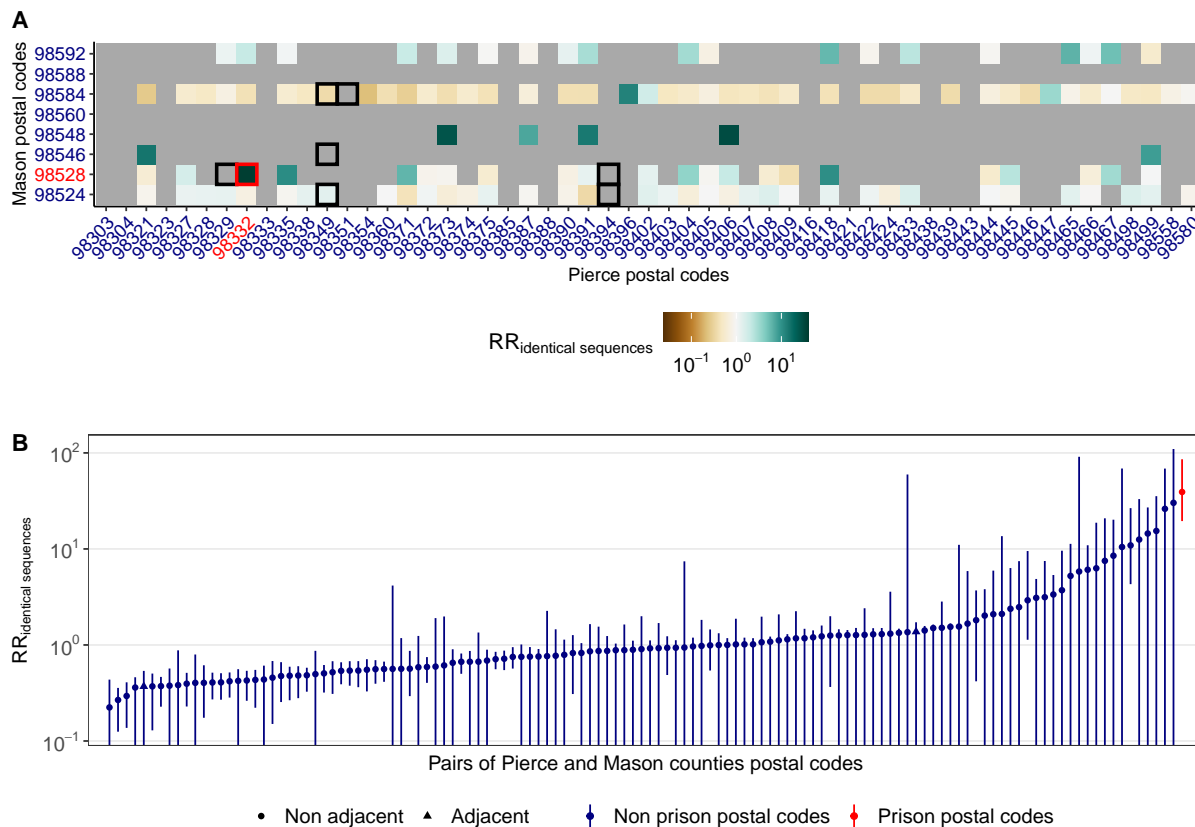 A
Mason postal codes
98592
98588
98584
98560
98548
98546
98528
98524
98303 98304 98321 98323 98327 98328 98329 98332 98333 98335 98338 98349 98351 98354 98360 98371 98372 98373 98374 98375 98385 98387 98388 98390 98391 98394 98396 98402 98403 98404 98405 98406 98407 98408 98409 98416 98418 98421 98422 98424 98433 98438 98439 98443 98444 98445 98446 98447 98465 98466 98467 98498 98499 98558 98580
Pierce postal codes
RR identical sequences
10⁻¹ 10⁰ 10¹
B
RR identical sequences
10²
10¹
10⁰
10⁻¹
Pairs of Pierce and Mason counties postal codes
Non adjacent Adjacent Non prison postal codes Prison postal codes